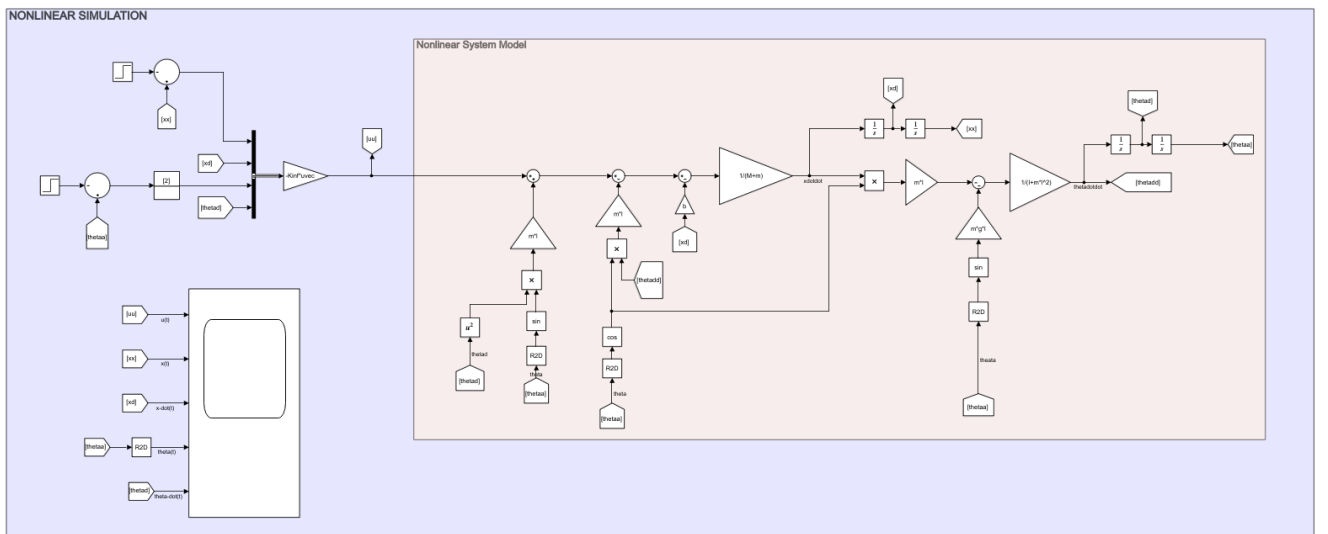 NONLINEAR SIMULATION
Nonlinear System Model
[xx]
[xd]
[2]
[thetaa]
[thetad]
-Kinf*uvec
[uu]
m*l
×
u²
thetad
[thetad]
sin
R2D
theta
[thetaa]
m*l
×
[thetadd]
cos
R2D
theta
[thetaa]
b
[xd]
1/(M+m)
xdotdot
[xd]
1/s
1/s
[xx]
×
m*l
m*g*l
sin
R2D
theata
[thetaa]
1/(I+m*l^2)
thetadotdot
[thetad]
1/s
1/s
[thetaa]
[thetadd]
[uu]
u(t)
[xx]
x(t)
[xd]
x-dot(t)
[thetaa]
R2D
theta(t)
[thetad]
theta-dot(t)